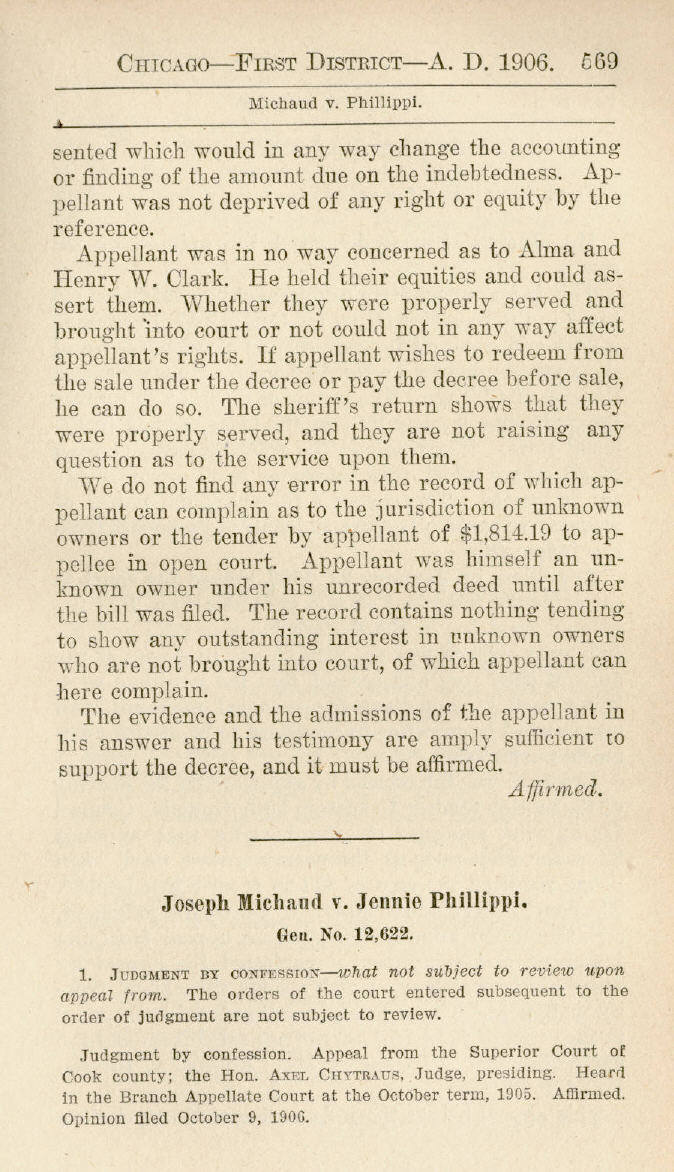 CHICAGO—FIRST DISTRICT—A. D. 1906. 569
Michaud v. Phillippi.
sented which would in any way change the accounting
or finding of the amount due on the indebtedness. Ap-
pellant was not deprived of any right or equity by the
reference.
Appellant was in no way concerned as to Alma and
Henry W. Clark. He held their equities and could as-
sert them. Whether they were properly served and
brought into court or not could not in any way affect
appellant's rights. If appellant wishes to redeem from
the sale under the decree or pay the decree before sale,
he can do so. The sheriff's return shows that they
were properly served, and they are not raising any
question as to the service upon them.
We do not find any error in the record of which ap-
pellant can complain as to the jurisdiction of unknown
owners or the tender by appellant of $1,814.19 to ap-
pellee in open court. Appellant was himself an un-
known owner under his unrecorded deed until after
the bill was filed. The record contains nothing tending
to show any outstanding interest in unknown owners
who are not brought into court, of which appellant can
here complain.
The evidence and the admissions of the appellant in
his answer and his testimony are amply sufficient to
support the decree, and it must be affirmed.
Affirmed.
Joseph Michaud v. Jennie Phillippi.
Gen. No. 12,622.
1. JUDGMENT BY CONFESSION—what not subject to review upon
appeal from. The orders of the court entered subsequent to the
order of judgment are not subject to review.
Judgment by confession. Appeal from the Superior Court of
Cook county; the Hon. AXEL CHYTRAUS, Judge, presiding. Heard
in the Branch Appellate Court at the October term, 1905. Affirmed.
Opinion filed October 9, 1906.